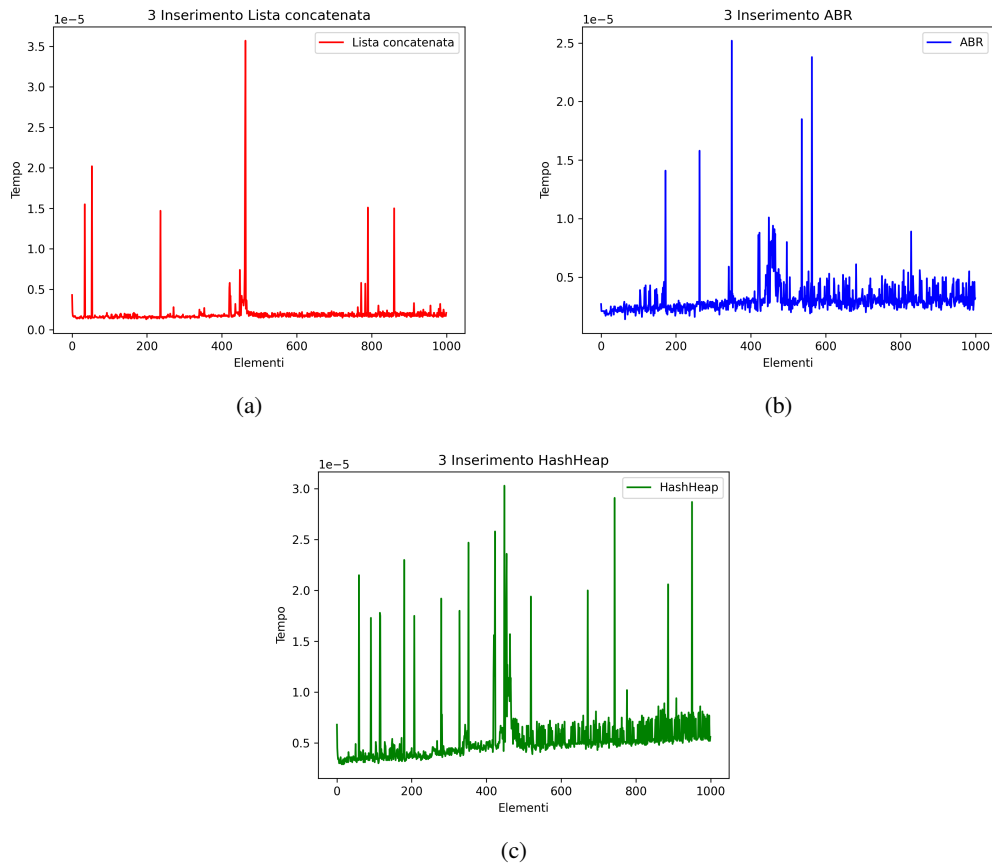 3 Inserimento Lista concatenata
1e−5
Lista concatenata
3.5
3.0
2.5
2.0
1.5
1.0
0.5
0.0
Tempo
0 200 400 600 800 1000
Elementi
(a)
3 Inserimento ABR
1e−5
ABR
2.5
2.0
1.5
1.0
0.5
Tempo
0 200 400 600 800 1000
Elementi
(b)
3 Inserimento HashHeap
1e−5
HashHeap
3.0
2.5
2.0
1.5
1.0
0.5
Tempo
0 200 400 600 800 1000
Elementi
(c)